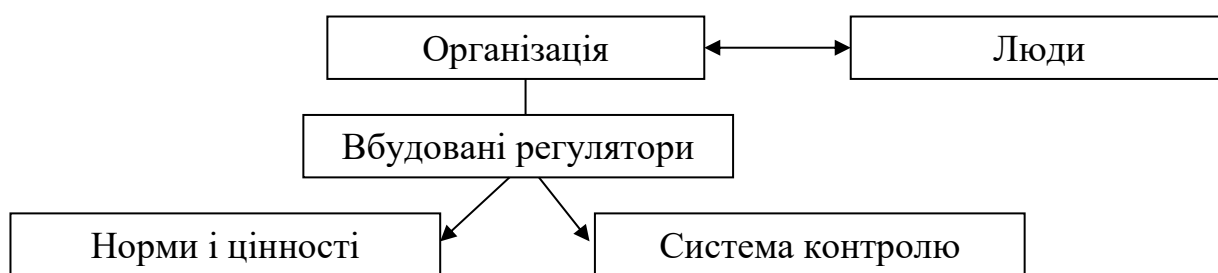 Організація
Люди
Вбудовані регулятори
Норми і цінності
Система контролю